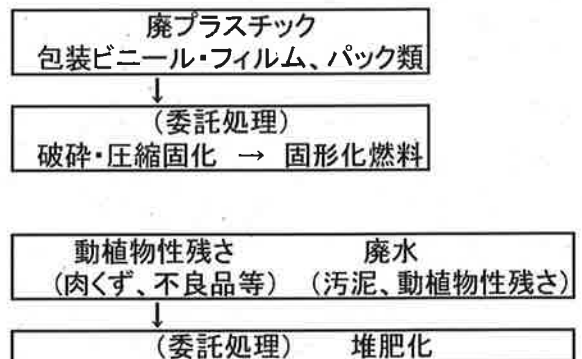 廃プラスチック
包装ビニール・フィルム、パック類
↓
(委託処理)
破砕・圧縮固化 → 固形化燃料
動植物性残さ 廃水
(肉くず、不良品等) (汚泥、動植物性残さ)
↓
(委託処理) 堆肥化